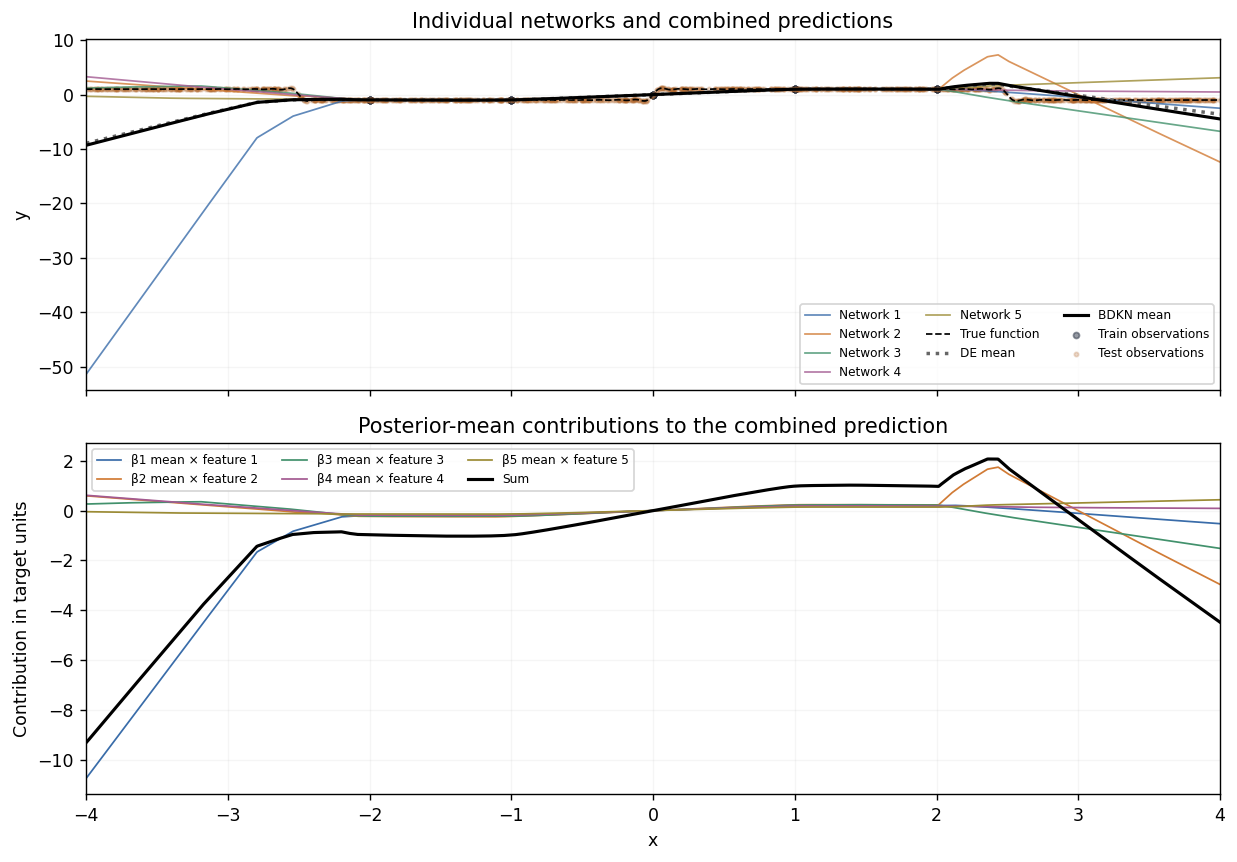 Individual networks and combined predictions
10
0
−10
−20
−30
−40
−50
y
Network 1
Network 2
Network 3
Network 4
Network 5
True function
DE mean
BDKN mean
Train observations
Test observations
Posterior-mean contributions to the combined prediction
2
0
−2
−4
−6
−8
−10
Contribution in target units
β1 mean × feature 1
β2 mean × feature 2
β3 mean × feature 3
β4 mean × feature 4
β5 mean × feature 5
Sum
−4
−3
−2
−1
0
1
2
3
4
x